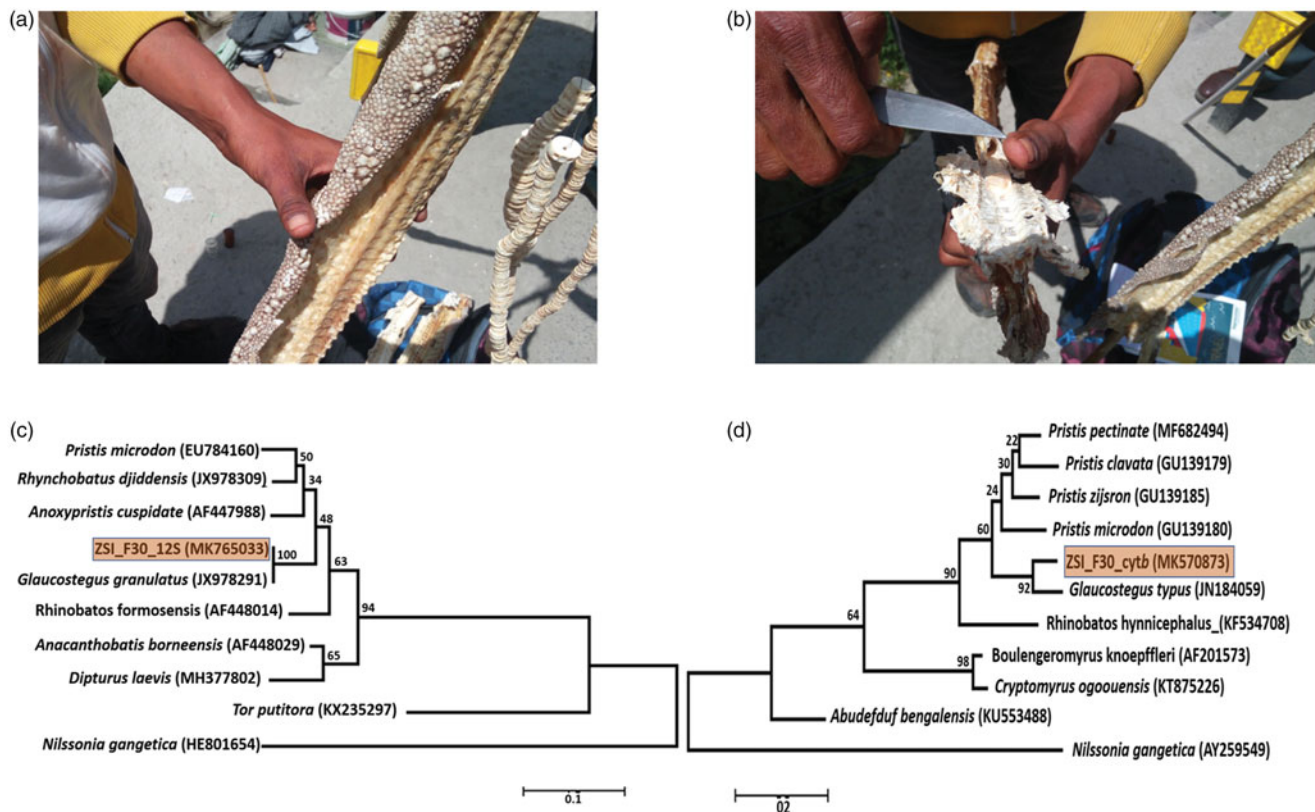 (a)
(b)
(c)
Pristis microdon (EU784160)
50
Rhynchobatus djiddensis (JX978309)
34
Anoxypristis cuspidate (AF447988)
48
ZSI_F30_12S (MK765033)
100
Glaucostegus granulatus (JX978291)
63
Rhinobatos formosensis (AF448014)
94
Anacanthobatis borneensis (AF448029)
65
Dipturus laevis (MH377802)
Tor putitora (KX235297)
Nilssonia gangetica (HE801654)
0.1
(d)
Pristis pectinate (MF682494)
22
Pristis clavata (GU139179)
30
Pristis zijsron (GU139185)
24
Pristis microdon (GU139180)
60
ZSI_F30_cytb (MK570873)
92
Glaucostegus typus (JN184059)
90
Rhinobatos hynnicephalus_(KF534708)
64
Boulengeromyrus knoepffleri (AF201573)
98
Cryptomyrus ogoouensis (KT875226)
Abudefduf bengalensis (KU553488)
Nilssonia gangetica (AY259549)
02